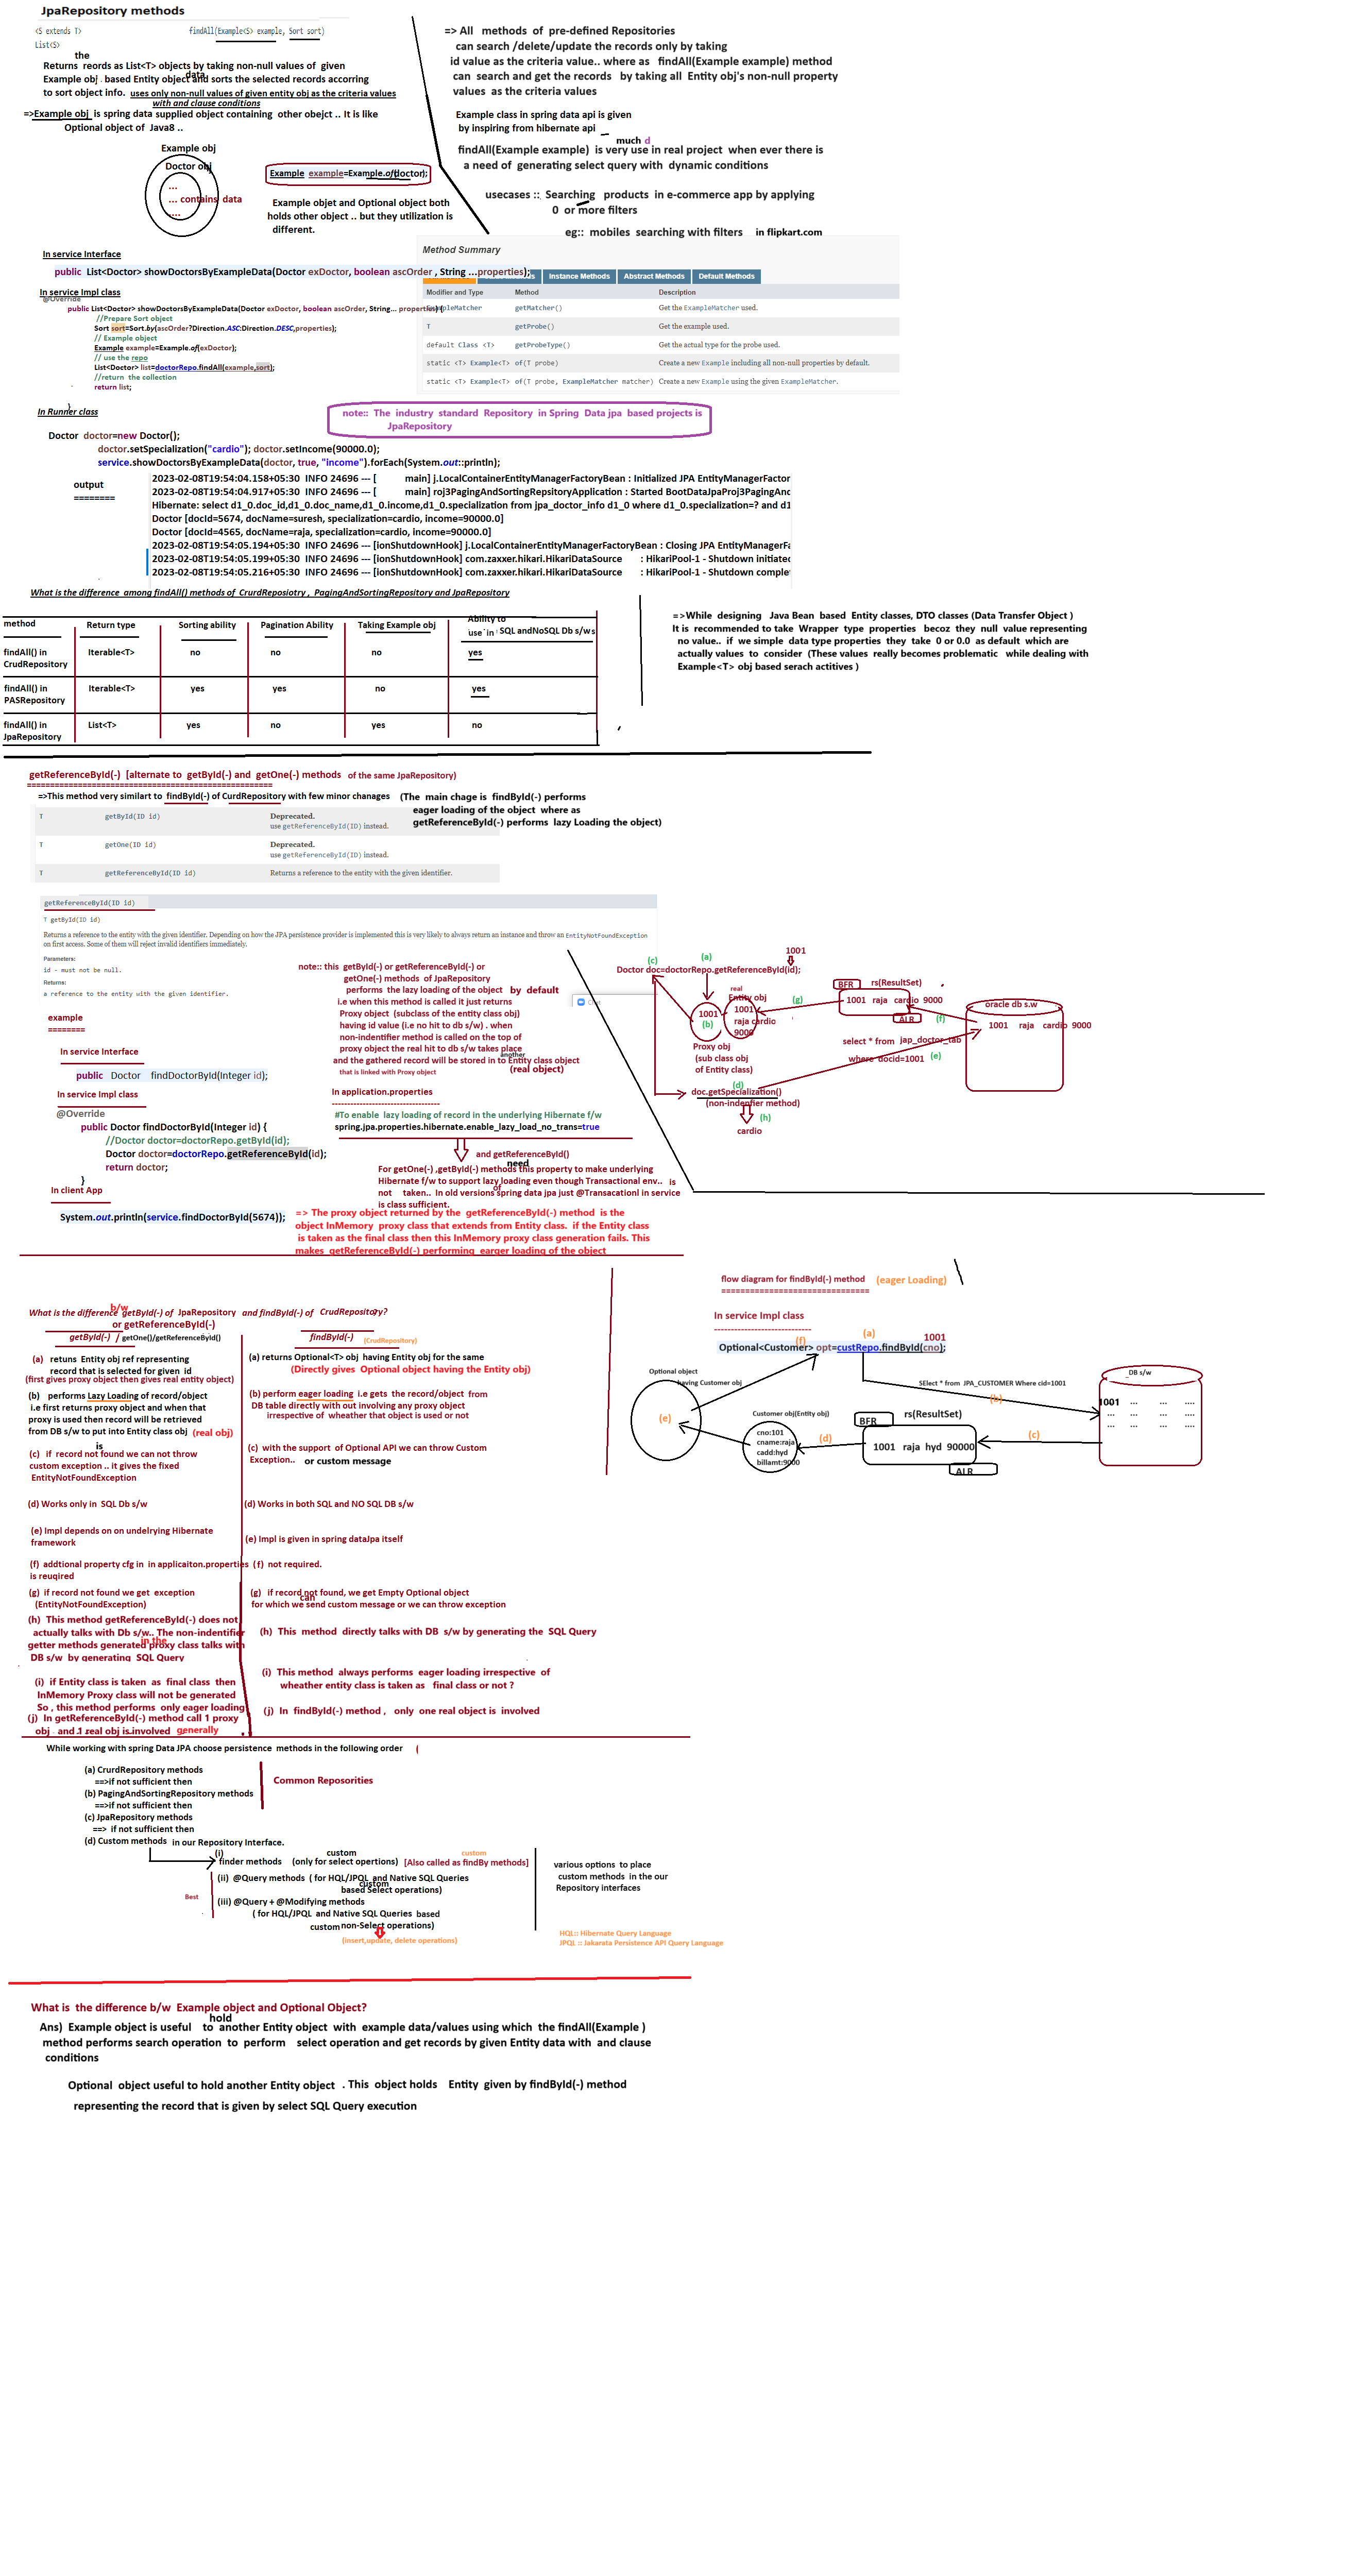 JpaRepository methods
<S extends T> findAll(Example<S> example, Sort sort)
List<S>
the
Returns reords as List<T> objects by taking non-null values of given
data
Example obj based Entity object and sorts the selected records accorring
to sort object info. uses only non-null values of given entity obj as the criteria values
with and clause conditions
=>Example obj is spring data supplied object containing other obejct .. It is like
Optional object of Java8 ..
Example obj
Doctor obj
...
... contains data
....
Example example=Example.of(doctor);
Example objet and Optional object both
holds other object .. but they utilization is
different.
=> All methods of pre-defined Repositories
can search /delete/update the records only by taking
id value as the criteria value.. where as findAll(Example example) method
can search and get the records by taking all Entity obj's non-null property
values as the criteria values
Example class in spring data api is given
by inspiring from hibernate api
much d
findAll(Example example) is very use in real project when ever there is
a need of generating select query with dynamic conditions
usecases :: Searching products in e-commerce app by applying
0 or more filters
eg:: mobiles searching with filters in flipkart.com
In service Interface
public List<Doctor> showDoctorsByExampleData(Doctor exDoctor, boolean ascOrder , String ...properties);
In service Impl class
@Override
public List<Doctor> showDoctorsByExampleData(Doctor exDoctor, boolean ascOrder, String... properties) {
//Prepare Sort object
Sort sort=Sort.by(ascOrder?Direction.ASC:Direction.DESC,properties);
// Example object
Example example=Example.of(exDoctor);
// use the repo
List<Doctor> list=doctorRepo.findAll(example,sort);
//return the collection
return list;
}
Method Summary
Instance Methods Abstract Methods Default Methods
Modifier and Type Method Description
getMatcher() Get the ExampleMatcher used.
T getProbe() Get the example used.
default Class <T> getProbeType() Get the actual type for the probe used.
static <T> Example<T> of(T probe) Create a new Example including all non-null properties by default.
static <T> Example<T> of(T probe, ExampleMatcher matcher) Create a new Example using the given ExampleMatcher.
note:: The industry standard Repository in Spring Data jpa based projects is
JpaRepository
In Runner class
Doctor doctor=new Doctor();
doctor.setSpecialization("cardio"); doctor.setIncome(90000.0);
service.showDoctorsByExampleData(doctor, true, "income").forEach(System.out::println);
output
========
2023-02-08T19:54:04.158+05:30 INFO 24696 --- [ main] j.LocalContainerEntityManagerFactoryBean : Initialized JPA EntityManagerFactor
2023-02-08T19:54:04.917+05:30 INFO 24696 --- [ main] roj3PagingAndSortingRepsitoryApplication : Started BootDataJpaProj3PagingAnd
Hibernate: select d1_0.doc_id,d1_0.doc_name,d1_0.income,d1_0.specialization from jpa_doctor_info d1_0 where d1_0.specialization=? and d1
Doctor [docId=5674, docName=suresh, specialization=cardio, income=90000.0]
Doctor [docId=4565, docName=raja, specialization=cardio, income=90000.0]
2023-02-08T19:54:05.194+05:30 INFO 24696 --- [ionShutdownHook] j.LocalContainerEntityManagerFactoryBean : Closing JPA EntityManagerFa
2023-02-08T19:54:05.199+05:30 INFO 24696 --- [ionShutdownHook] com.zaxxer.hikari.HikariDataSource : HikariPool-1 - Shutdown initiated
2023-02-08T19:54:05.216+05:30 INFO 24696 --- [ionShutdownHook] com.zaxxer.hikari.HikariDataSource : HikariPool-1 - Shutdown comple
What is the difference among findAll() methods of CrurdReposiotry , PagingAndSortingRepository and JpaRepository
method Return type Sorting ability Pagination Ability Taking Example obj Ability to
use in SQL andNoSQL Db s/w s
findAll() in Iterable<T> no no no yes
CrudRepository
findAll() in Iterable<T> yes yes no yes
PASRepository
findAll() in List<T> yes no yes no
JpaRepository
=>While designing Java Bean based Entity classes, DTO classes (Data Transfer Object )
It is recommended to take Wrapper type properties becoz they null value representing
no value.. if we simple data type properties they take 0 or 0.0 as default which are
actually values to consider (These values really becomes problematic while dealing with
Example<T> obj based serach actitives )
getReferenceById(-) [alternate to getById(-) and getOne(-) methods of the same JpaRepository)
=====================================================
=>This method very similart to findById(-) of CurdRepository with few minor chanages (The main chage is findById(-) performs
eager loading of the object where as
getReferenceById(-) performs lazy Loading the object)
T getById(ID id) Deprecated.
use getReferenceById(ID) instead.
T getOne(ID id) Deprecated.
use getReferenceById(ID) instead.
T getReferenceById(ID id) Returns a reference to the entity with the given identifier.
getReferenceById(ID id)
T getById(ID id)
Returns a reference to the entity with the given identifier. Depending on how the JPA persistence provider is implemented this is very likely to always return an instance and throw an EntityNotFoundException
on first access. Some of them will reject invalid identifiers immediately.
Parameters:
id - must not be null.
Returns:
a reference to the entity with the given identifier.
note:: this getById(-) or getReferenceById(-) or
getOne(-) methods of JpaRepository
performs the lazy loading of the object by default
i.e when this method is called it just returns
Proxy object (subclass of the entity class obj)
having id value (i.e no hit to db s/w) . when
non-indentifier method is called on the top of
proxy object the real hit to db s/w takes place
another
and the gathered record will be stored in to Entity class object
(real object)
that is linked with Proxy object
example
========
In service Interface
public Doctor findDoctorById(Integer id);
In service Impl class
@Override
public Doctor findDoctorById(Integer id) {
//Doctor doctor=doctorRepo.getById(id);
Doctor doctor=doctorRepo.getReferenceById(id);
return doctor;
}
In client App
System.out.println(service.findDoctorById(5674));
In application.properties
---------------------------------
#To enable lazy loading of record in the underlying Hibernate f/w
spring.jpa.properties.hibernate.enable_lazy_load_no_trans=true
and getReferenceById()
need
For getOne(-) ,getById(-) methods this property to make underlying
Hibernate f/w to support lazy loading even though Transactional env.. is
of
not taken.. In old versions spring data jpa just @Transacationl in service
is class sufficient.
=> The proxy object returned by the getReferenceById(-) method is the
object InMemory proxy class that extends from Entity class. if the Entity class
is taken as the final class then this InMemory proxy class generation fails. This
makes getReferenceById(-) performing earger loading of the object
1001
(c) (a)
Doctor doc=doctorRepo.getReferenceById(id);
real
Entity obj
1001
(b)
1001
raja cardio
9000
Proxy obj
(sub class obj
of Entity class)
(g)
BFR rs(ResultSet)
1001 raja cardio 9000
ALR
(f)
oracle db s.w
1001 raja cardio 9000
select * from jap_doctor_tab
where docid=1001 (e)
(d)
doc.getSpecialization()
(non-indenfier method)
(h)
cardio
b/w
What is the difference getById(-) of JpaRepository and findById(-) of CrudRepository?
or getReferenceById(-)
getById(-) / getOne()/getReferenceById()
findById(-) (CrudRepository)
(a) retuns Entity obj ref representing
record that is selected for given id
(first gives proxy object then gives real entity object)
(b) performs Lazy Loading of record/object
i.e first returns proxy object and when that
proxy is used then record will be retrieved
from DB s/w to put into Entity class obj (real obj)
is
(c) if record not found we can not throw
custom exception .. it gives the fixed
EntityNotFoundException
(d) Works only in SQL Db s/w
(e) Impl depends on on undelrying Hibernate
framework
(f) addtional property cfg in in applicaiton.properties
is reuqired
(g) if record not found we get exception
(EntityNotFoundException)
(h) This method getReferenceById(-) does not
actually talks with Db s/w.. The non-indentifier
in the
getter methods generated proxy class talks with
DB s/w by generating SQL Query
(i) if Entity class is taken as final class then
InMemory Proxy class will not be generated
So , this method performs only eager loading
(j) In getReferenceById(-) method call 1 proxy
obj and 1 real obj is involved generally
(a) returns Optional<T> obj having Entity obj for the same
(Directly gives Optional object having the Entity obj)
(b) perform eager loading i.e gets the record/object from
DB table directly with out involving any proxy object
irrespective of wheather that object is used or not
(c) with the support of Optional API we can throw Custom
Exception.. or custom message
(d) Works in both SQL and NO SQL DB s/w
(e) Impl is given in spring dataJpa itself
(f) not required.
(g) if record not found, we get Empty Optional object
can
for which we send custom message or we can throw exception
(h) This method directly talks with DB s/w by generating the SQL Query
(i) This method always performs eager loading irrespective of
wheather entity class is taken as final class or not ?
(j) In findById(-) method , only one real object is involved
flow diagram for findById(-) method (eager Loading)
==============================
In service Impl class
-----------------------------
(f) (a) 1001
Optional<Customer> opt=custRepo.findById(cno);
Optional object
having Customer obj
(e)
Customer obj(Entity obj)
cno:101
cname:raja
cadd:hyd
billamt:9000
(d)
BFR rs(ResultSet)
1001 raja hyd 90000
ALR
(c)
SElect * from JPA_CUSTOMER Where cid=1001
(b)
DB s/w
1001 ... ... ....
... ... ....
... ... ....
While working with spring Data JPA choose persistence methods in the following order (
(a) CrurdRepository methods
==>if not sufficient then
(b) PagingAndSortingRepository methods
==>if not sufficient then
(c) JpaRepository methods
==> if not sufficient then
(d) Custom methods in our Repository Interface.
Common Reposorities
(i) custom custom
finder methods (only for select opertions) [Also called as findBy methods]
(ii) @Query methods ( for HQL/JPQL and Native SQL Queries
custom
based Select operations)
Best
(iii) @Query + @Modifying methods
( for HQL/JPQL and Native SQL Queries based
custom non-Select operations)
(insert,update, delete operations)
various options to place
custom methods in the our
Repository interfaces
HQL:: Hibernate Query Language
JPQL :: Jakarata Persistence API Query Language
What is the difference b/w Example object and Optional Object?
hold
Ans) Example object is useful to another Entity object with example data/values using which the findAll(Example )
method performs search operation to perform select operation and get records by given Entity data with and clause
conditions
Optional object useful to hold another Entity object . This object holds Entity given by findById(-) method
representing the record that is given by select SQL Query execution